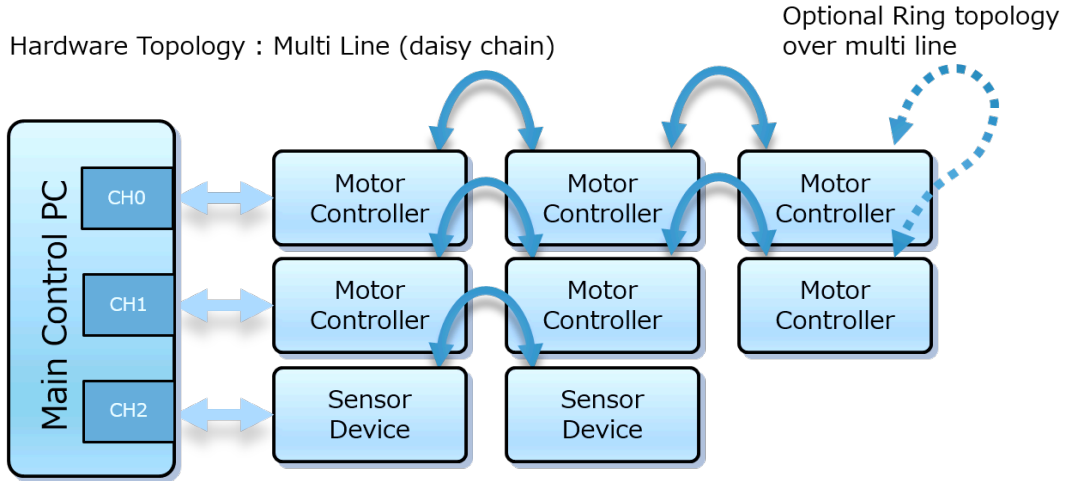 Optional Ring topology
over multi line
Hardware Topology : Multi Line (daisy chain)
Main Control PC
CH0
Motor
Controller
Motor
Controller
Motor
Controller
CH1
Motor
Controller
Motor
Controller
Motor
Controller
CH2
Sensor
Device
Sensor
Device